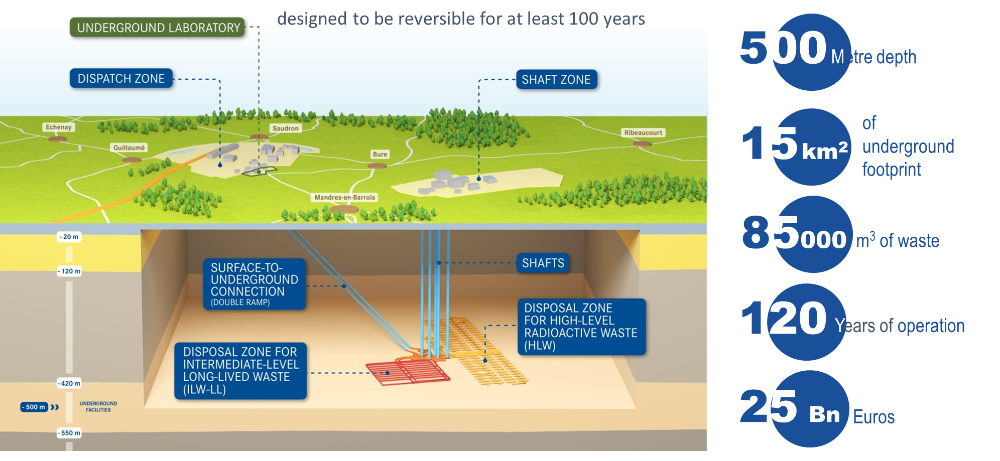 designed to be reversible for at least 100 years
UNDERGROUND LABORATORY
DISPATCH ZONE
SHAFT ZONE
Echenay
Saudron
Guillaumé
Ribeaucourt
Bure
Mandres-en-Barrois
- 20 m
- 120 m
- 420 m
- 500 m
UNDERGROUND
FACILITIES
- 550 m
SURFACE-TO-
UNDERGROUND
CONNECTION
(DOUBLE RAMP)
SHAFTS
DISPOSAL ZONE
FOR HIGH-LEVEL
RADIOACTIVE WASTE
(HLW)
DISPOSAL ZONE FOR
INTERMEDIATE-LEVEL
LONG-LIVED WASTE
(ILW-LL)
500 Metre depth
15 km² of
underground
footprint
85000 m³ of waste
120 Years of operation
25 Bn Euros